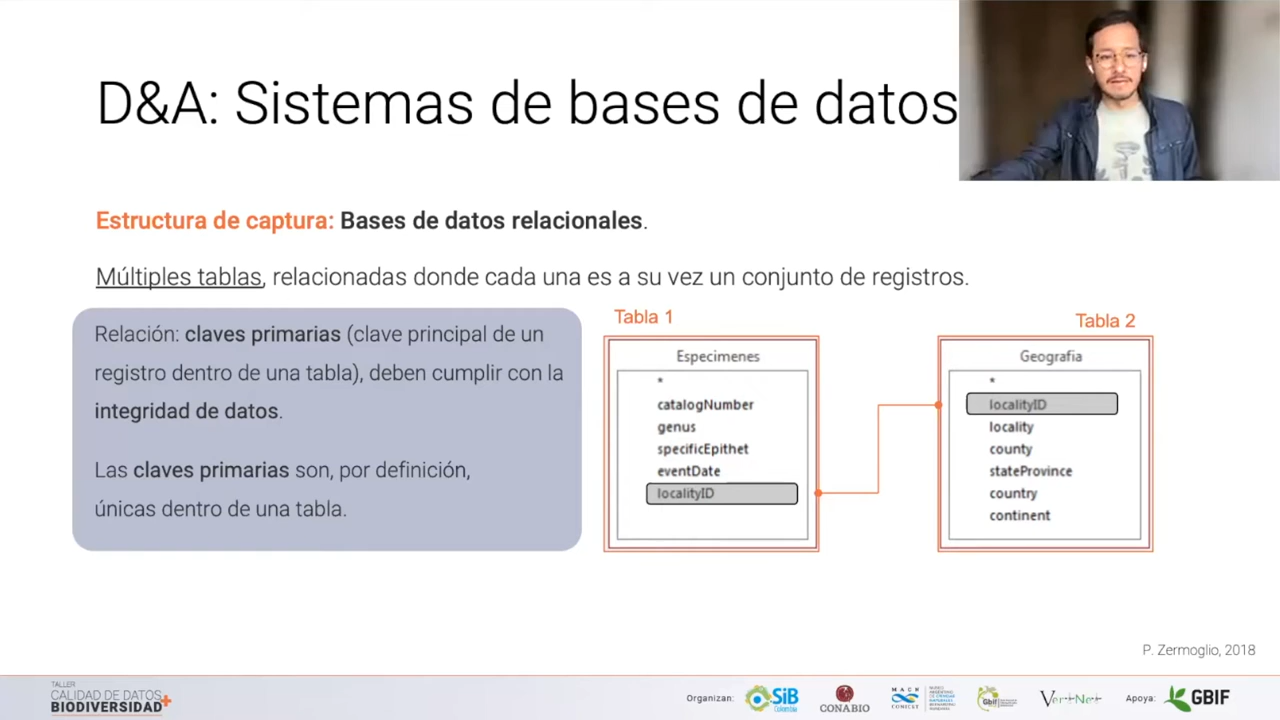 D&A: Sistemas de bases de datos
Estructura de captura: Bases de datos relacionales.
Múltiples tablas, relacionadas donde cada una es a su vez un conjunto de registros.
Relación: claves primarias (clave principal de un
registro dentro de una tabla), deben cumplir con la
integridad de datos.
Las claves primarias son, por definición,
únicas dentro de una tabla.
Tabla 1
Especimenes
*
catalogNumber
genus
specificEpithet
eventDate
localityID
Tabla 2
Geografia
*
localityID
locality
county
stateProvince
country
continent
P. Zermoglio, 2018
TALLER
CALIDAD DE DATOS
BIODIVERSIDAD+
Organizan:
SiB
Colombia
CONABIO
MACN
CONICET
Gbif
VertNet
Apoya:
GBIF